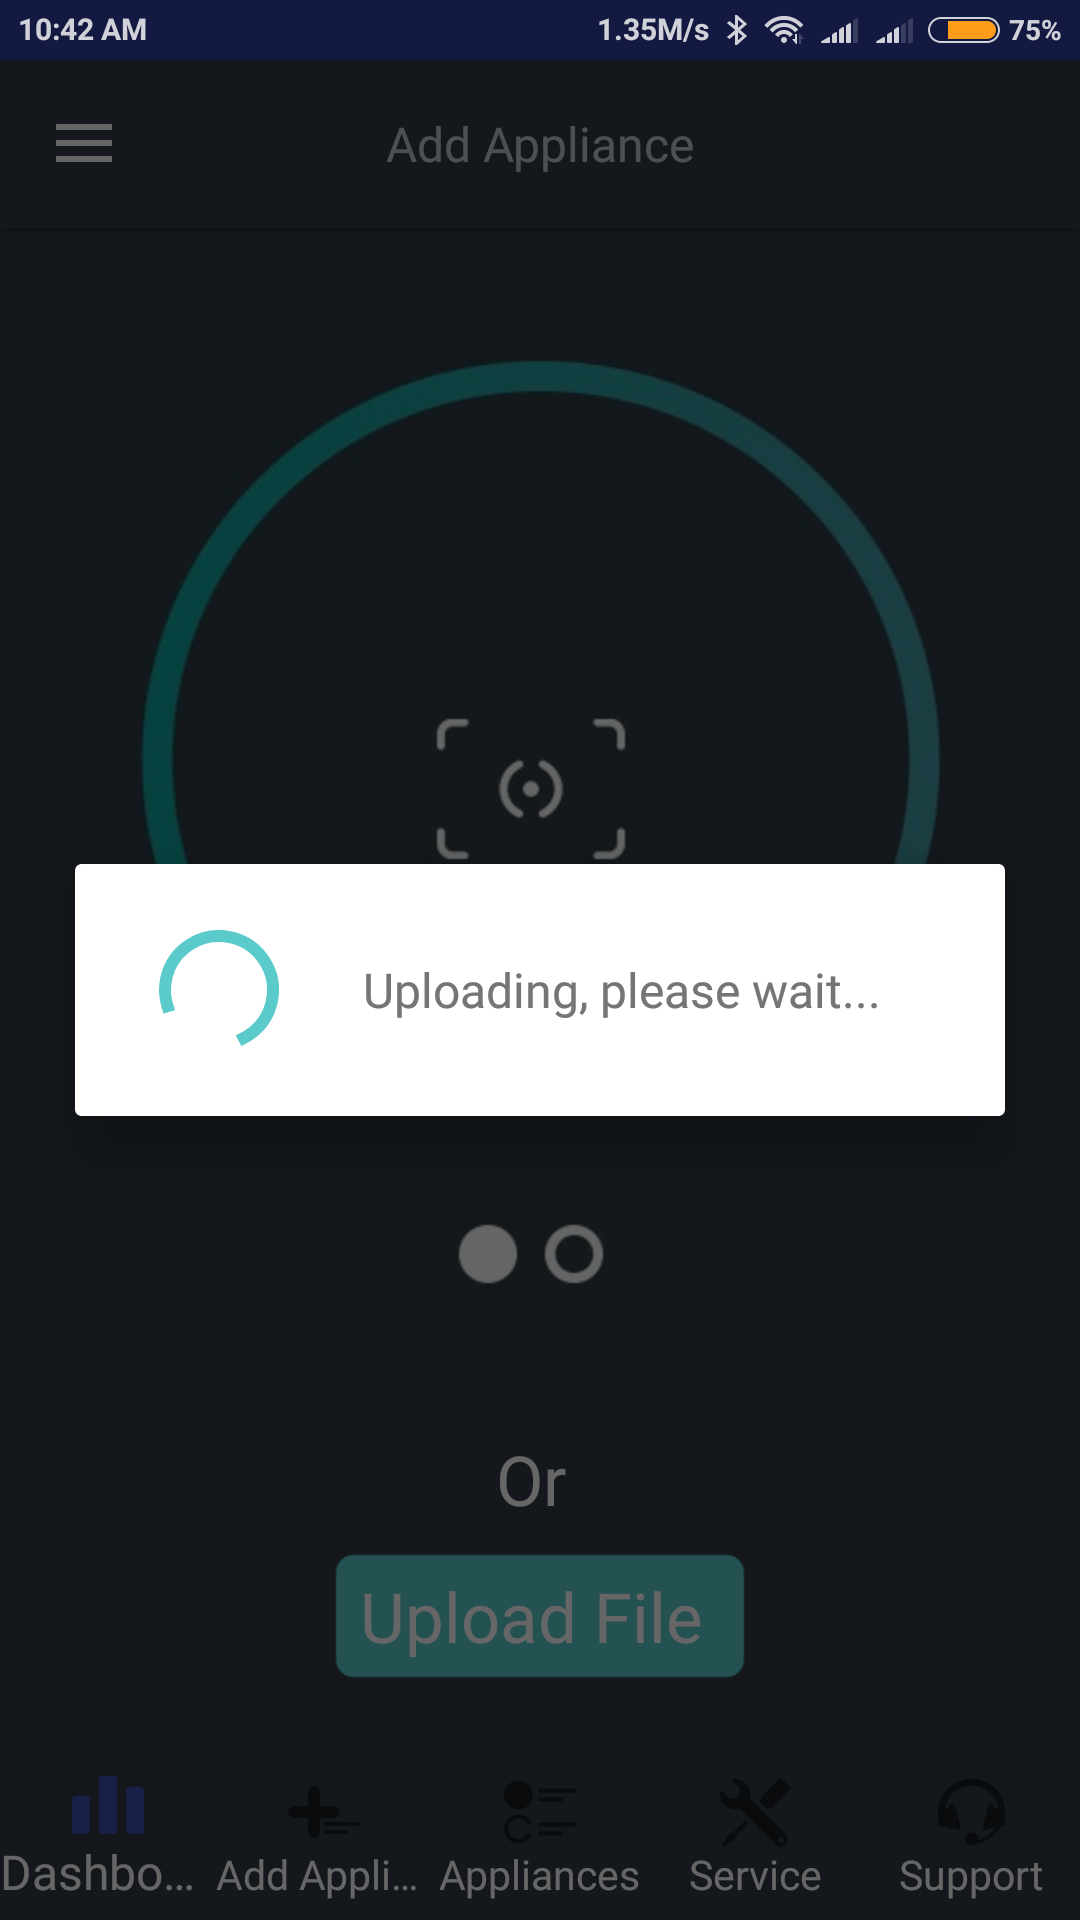 10:42 AM 1.35M/s 75%
Add Appliance
Uploading, please wait...
Or
Upload File
Dashbo... Add Appli... Appliances Service Support